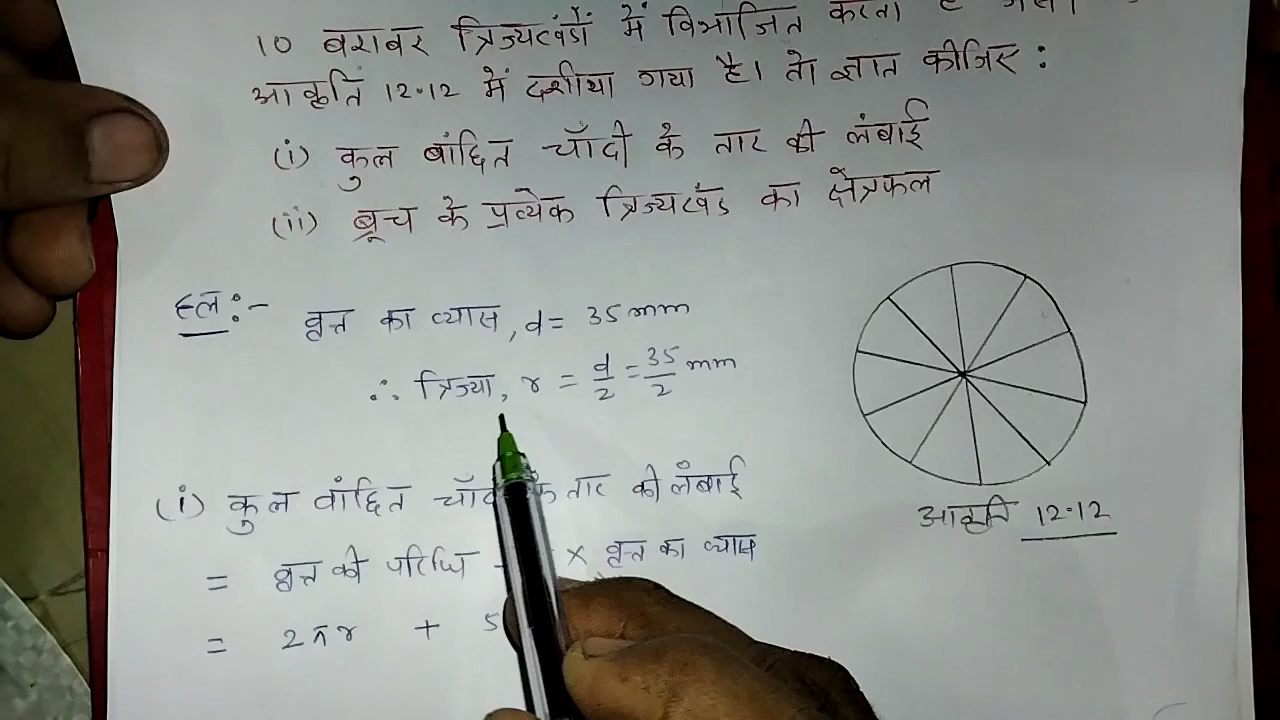 10 बराबर त्रिज्यखंडों में विभाजित करता है
आकृति 12.12 में दर्शाया गया है। तो ज्ञात कीजिए :
(i) कुल वांछित चाँदी के तार की लंबाई
(ii) ब्रूच के प्रत्येक त्रिज्यखंड का क्षेत्रफल
हल :-
वृत्त का व्यास, d = 35 mm
∴ त्रिज्या, r = d/2 = 35/2 mm
आकृति 12.12
(i) कुल वांछित तार की लंबाई
= वृत्त की परिधि × वृत्त का व्यास
= 2πr + 5